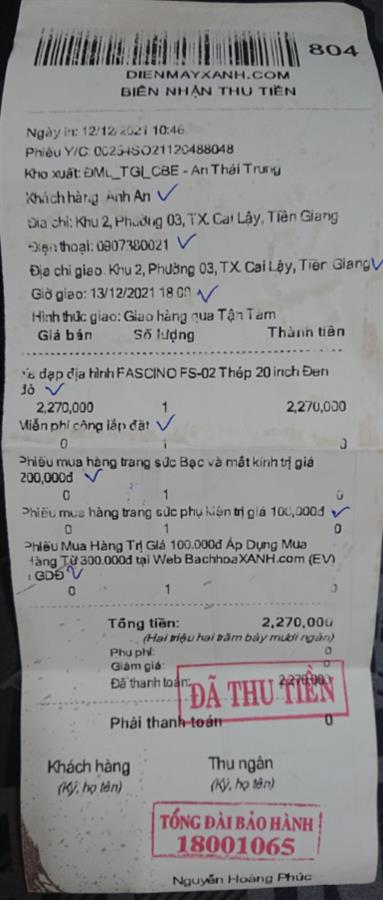 804
DIENMAYXANH.COM
BIÊN NHẬN THU TIỀN
Ngày in: 12/12/2021 10:46
Phiếu Y/C: 00254SO21120488048
Kho xuất: ĐML_TGI_CBE - An Thái Trung
Khách hàng Anh An
Địa chỉ: Khu 2, Phường 03, TX. Cai Lậy, Tiền Giang
Điện thoại: 0907380021
Địa chỉ giao. Khu 2, Phường 03, TX. Cai Lậy, Tiền Giang
Giờ giao: 13/12/2021 18:00
Hình thức giao: Giao hàng qua Tận Tâm
Giá bán Số lượng Thành tiền
Xe đạp địa hình FASCINO FS-02 Thép 20 inch Đen
đỏ
2,270,000 1 2,270,000
Miễn phí công lắp đặt
0 1 0
Phiếu mua hàng trang sức Bạc và mắt kính trị giá
200,000đ
0 1 0
Phiếu mua hàng trang sức phụ kiện trị giá 100,000đ
0 1 0
Phiếu Mua Hàng Trị Giá 100.000đ Áp Dụng Mua
Hàng Từ 300.000đ tại Web BachhoaXANH.com (EV)
GDĐ
0 1 0
Tổng tiền: 2,270,000
(Hai triệu hai trăm bảy mươi ngàn)
Phụ phí: 0
Giảm giá: 0
Đã thanh toán: 2,270,000
ĐÃ THU TIỀN
Phải thanh toán 0
Khách hàng Thu ngân
(Ký, họ tên) (Ký, họ tên)
TỔNG ĐÀI BẢO HÀNH
18001065
Nguyễn Hoàng Phúc